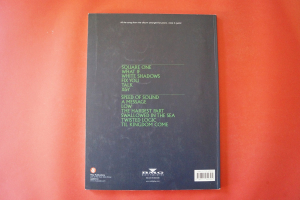 SQUARE ONE
WHAT IF
WHITE SHADOWS
FIX YOU
TALK
X&Y
SPEED OF SOUND
A MESSAGE
LOW
THE HARDEST PART
SWALLOWED IN THE SEA
TWISTED LOGIC
TIL KINGDOM COME
BMG